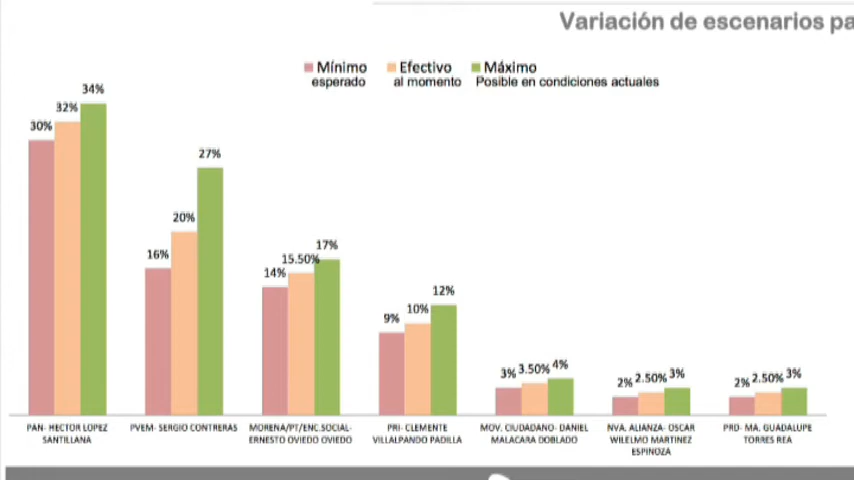 Variación de escenarios pa
Mínimo Efectivo Máximo
esperado al momento Posible en condiciones actuales
30% 32% 34%
16% 20% 27%
14% 15.50% 17%
9% 10% 12%
3% 3.50% 4%
2% 2.50% 3%
2% 2.50% 3%
PAN- HECTOR LOPEZ
SANTILLANA
PVEM- SERGIO CONTRERAS
MORENA/PT/ENC.SOCIAL-
ERNESTO OVIEDO OVIEDO
PRI- CLEMENTE
VILLALPANDO PADILLA
MOV. CIUDADANO- DANIEL
MALACARA DOBLADO
NVA. ALIANZA- OSCAR
WILELMO MARTINEZ
ESPINOZA
PRD- MA. GUADALUPE
TORRES REA